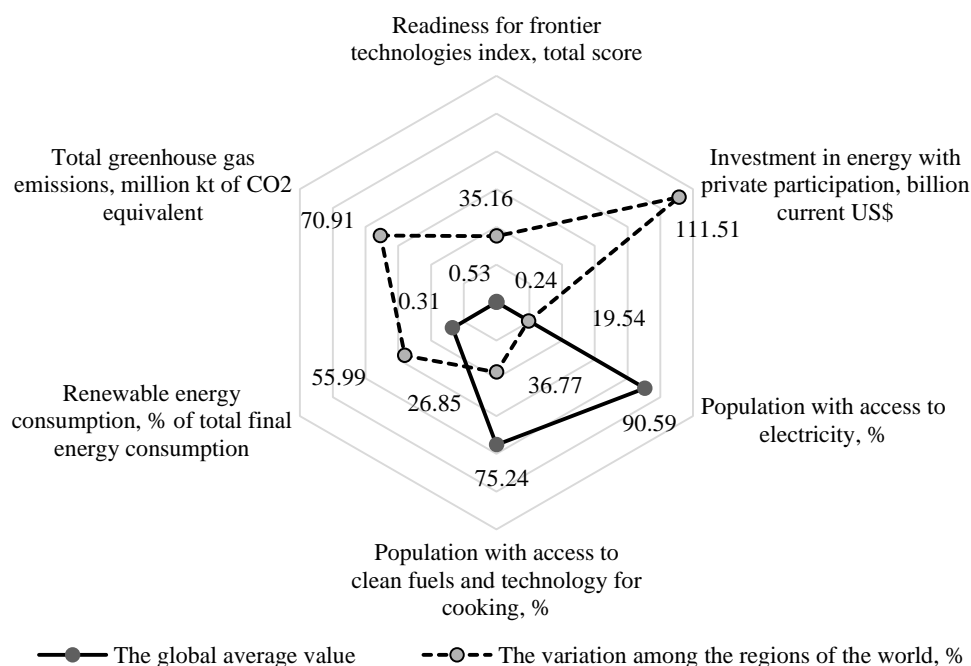 Readiness for frontier
technologies index, total score
Total greenhouse gas
emissions, million kt of CO2
equivalent
Investment in energy with
private participation, billion
current US$
70.91
35.16
111.51
0.53
0.24
0.31
19.54
55.99
26.85
36.77
90.59
Renewable energy
consumption, % of total final
energy consumption
Population with access to
electricity, %
75.24
Population with access to
clean fuels and technology for
cooking, %
The global average value
The variation among the regions of the world, %